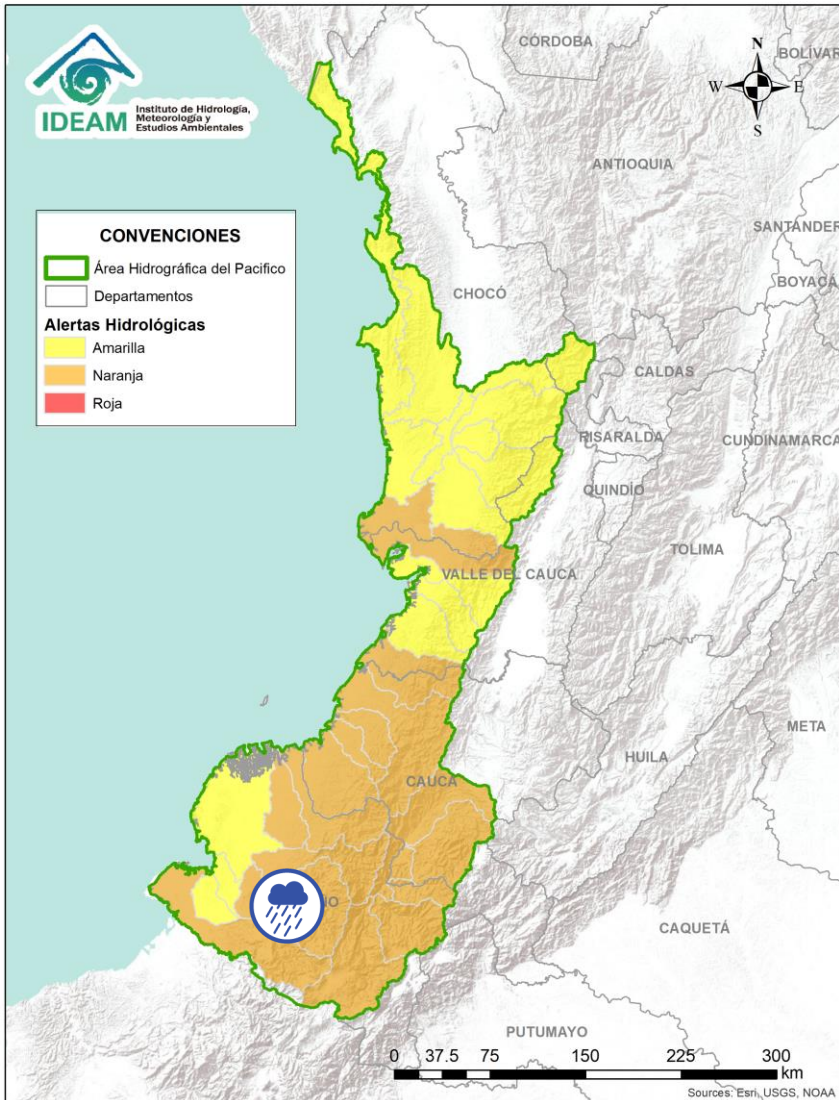 IDEAM
Instituto de Hidrología,
Meteorología y
Estudios Ambientales
CÓRDOBA
BOLÍVAR
N
W
E
S
ANTIOQUIA
SANTANDER
BOYACÁ
CONVENCIONES
Área Hidrográfica del Pacifico
Departamentos
Alertas Hidrológicas
Amarilla
Naranja
Roja
CHOCÓ
CALDAS
RISARALDA
CUNDINAMARCA
QUINDÍO
TOLIMA
VALLE DEL CAUCA
META
HUILA
CAUCA
ÑO
CAQUETÁ
PUTUMAYO
0 37.5 75 150 225 300
km
Sources: Esri, USGS, NOAA